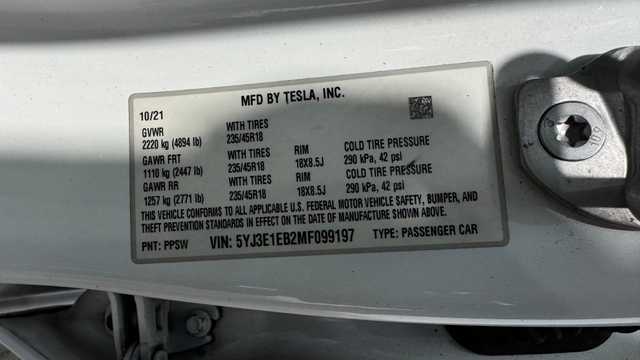 MFD BY TESLA, INC.
10/21
GVWR WITH TIRES
2220 kg (4894 lb) 235/45R18
GAWR FRT WITH TIRES RIM COLD TIRE PRESSURE
1110 kg (2447 lb) 235/45R18 18X8.5J 290 kPa, 42 psi
GAWR RR WITH TIRES RIM COLD TIRE PRESSURE
1257 kg (2771 lb) 235/45R18 18X8.5J 290 kPa, 42 psi
THIS VEHICLE CONFORMS TO ALL APPLICABLE U.S. FEDERAL MOTOR VEHICLE SAFETY, BUMPER, AND
THEFT PREVENTION STANDARDS IN EFFECT ON THE DATE OF MANUFACTURE SHOWN ABOVE.
PNT: PPSW VIN: 5YJ3E1EB2MF099197 TYPE: PASSENGER CAR